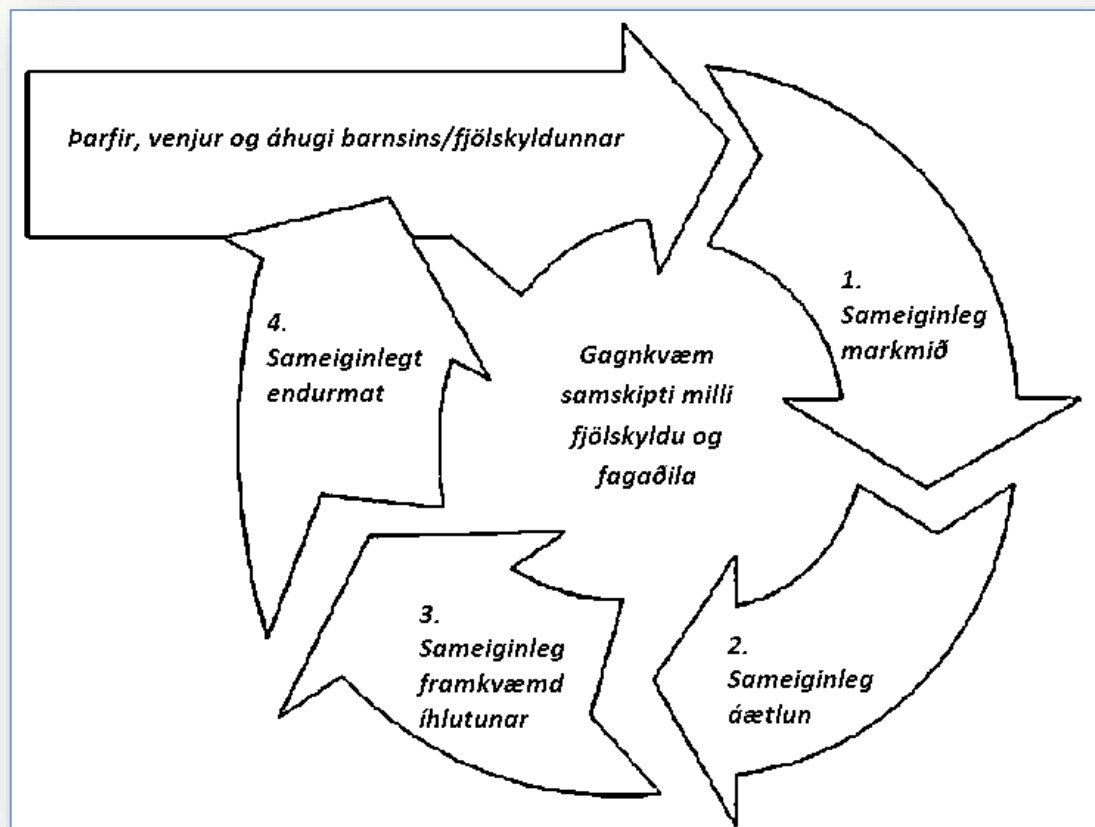 Þarfir, venjur og áhugi barnsins/fjölskyldunnar
1.
Sameiginleg
markmið
2.
Sameiginleg
áætlun
3.
Sameiginleg
framkvæmd
íhlutunar
4.
Sameiginlegt
endurmat
Gagnkvæm
samskipti milli
fjölskyldu og
fagaðila